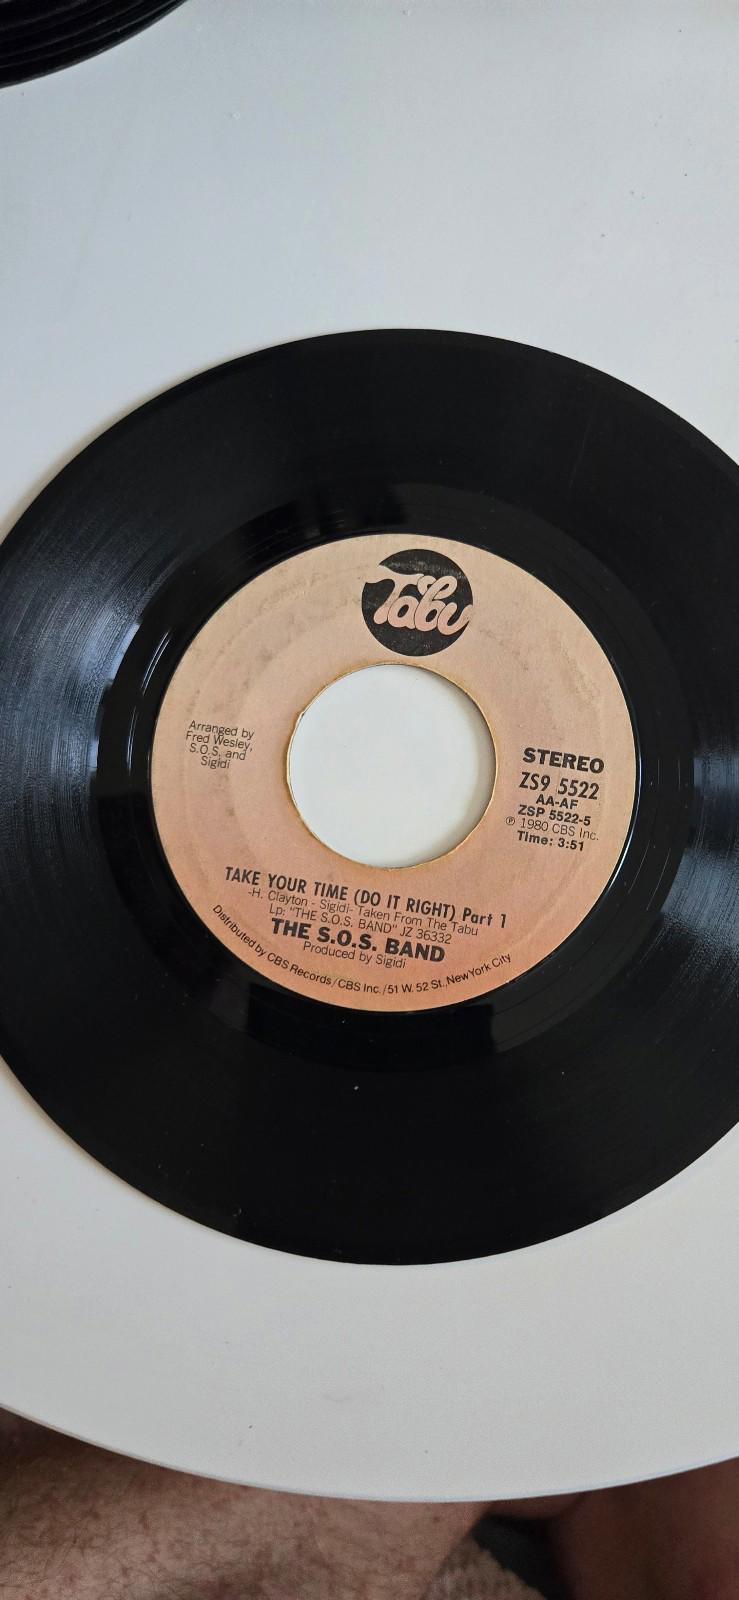 Tabu
Arranged by
Fred Wesley,
S.O.S. and
Sigidi
STEREO
ZS9 5522
AA-AF
ZSP 5522-5
℗ 1980 CBS Inc.
Time: 3:51
TAKE YOUR TIME (DO IT RIGHT) Part 1
-H. Clayton - Sigidi- Taken From The Tabu
Lp: "THE S.O.S. BAND" JZ 36332
THE S.O.S. BAND
Produced by Sigidi
Distributed by CBS Records/CBS Inc./51 W. 52 St., New York City